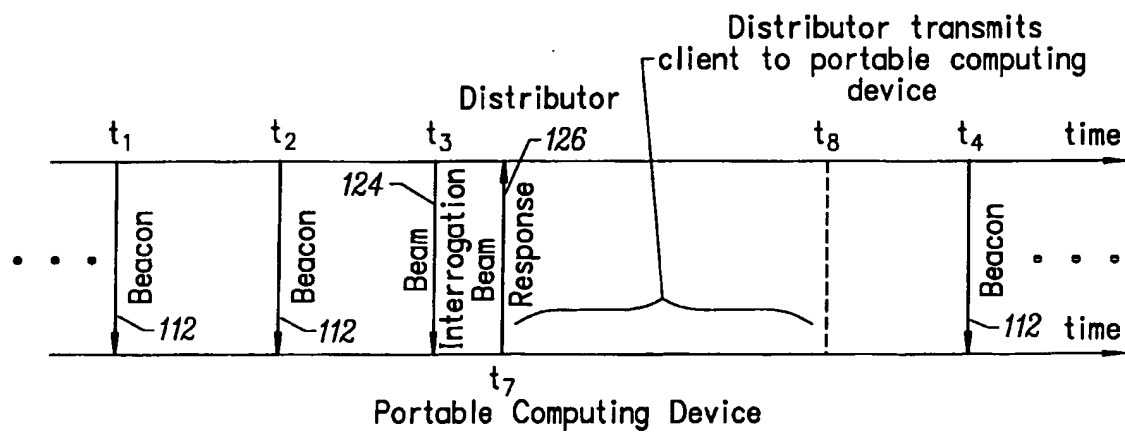 Distributor transmits
client to portable computing
device
Distributor
t1
t2
t3
126
t8
t4
time
124
Beacon
Beacon
Beam
Interrogation
Beam
Response
Beacon
112
112
112
time
t7
Portable Computing Device